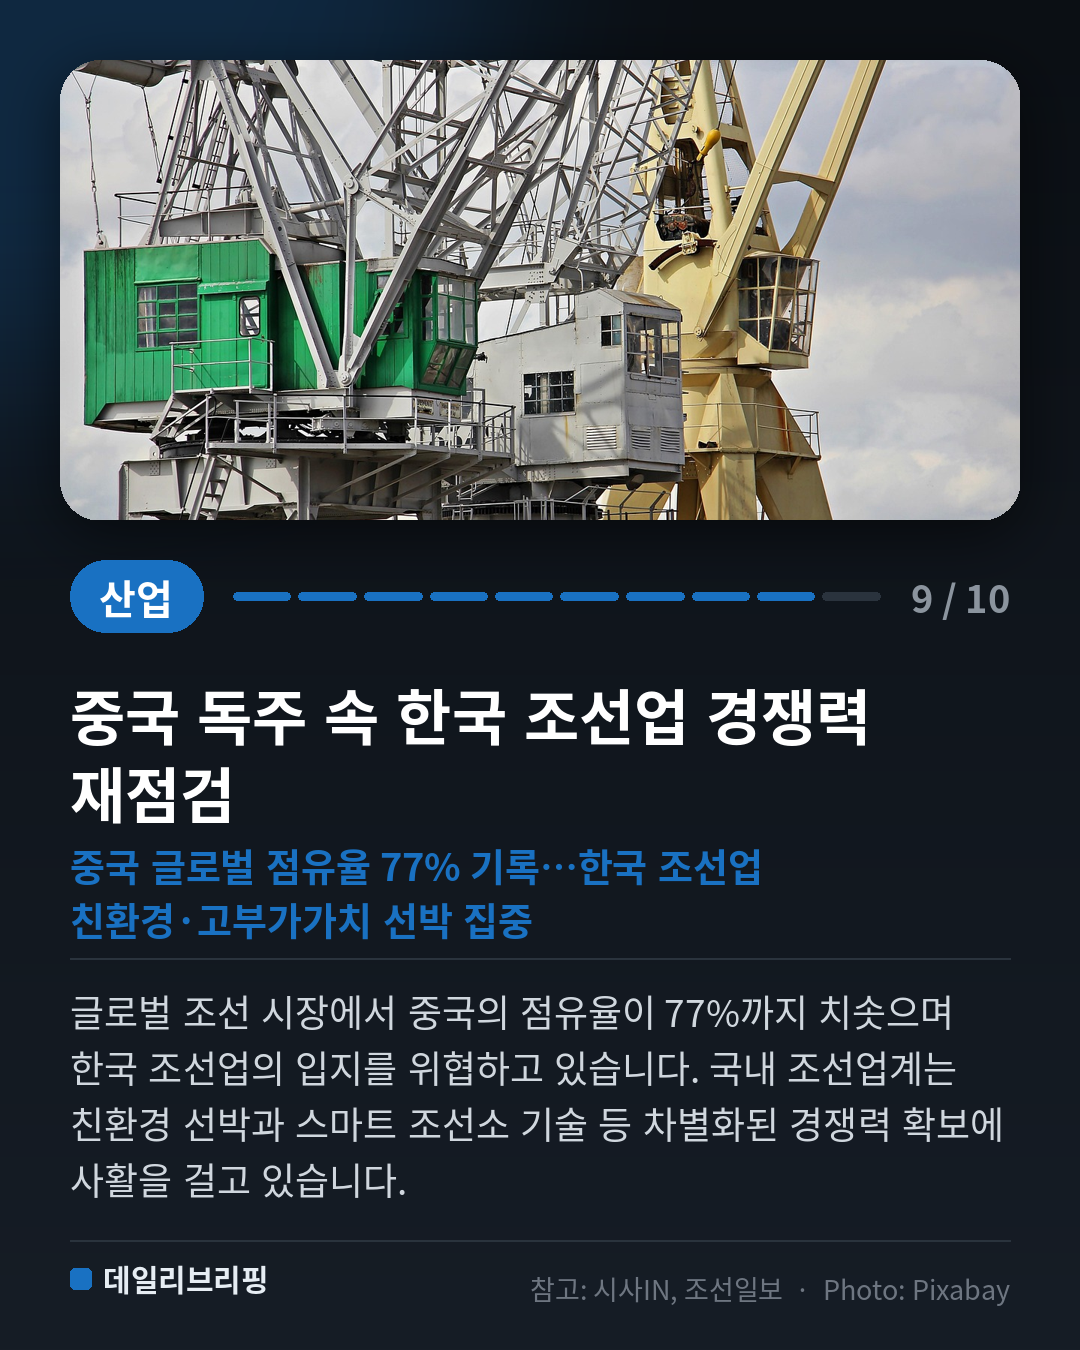 산업
9 / 10
중국 독주 속 한국 조선업 경쟁력
재점검
중국 글로벌 점유율 77% 기록···한국 조선업
친환경·고부가가치 선박 집중
글로벌 조선 시장에서 중국의 점유율이 77%까지 치솟으며
한국 조선업의 입지를 위협하고 있습니다. 국내 조선업계는
친환경 선박과 스마트 조선소 기술 등 차별화된 경쟁력 확보에
사활을 걸고 있습니다.
데일리브리핑
참고: 시사IN, 조선일보 · Photo: Pixabay